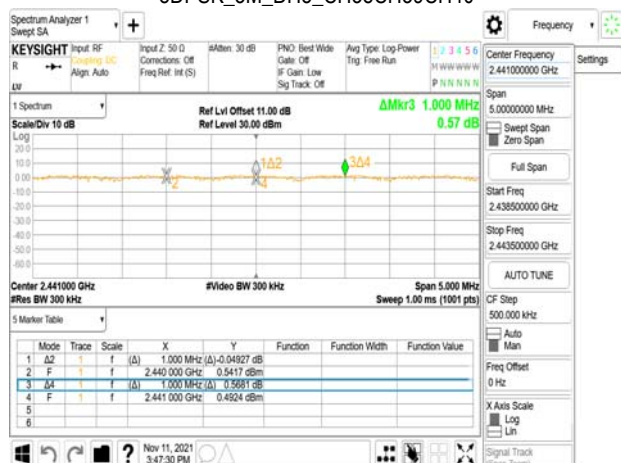 Spectrum Analyzer 1
Swept SA
Frequency
KEYSIGHT
Input: RF
Coupling: DC
Align: Auto
Input Z: 50 Ω
Corrections: Off
Freq Ref: Int (S)
#Atten: 30 dB
PNO: Best Wide
Gate: Off
IF Gain: Low
Sig Track: Off
Avg Type: Log-Power
Trig: Free Run
1 2 3 4 5 6
M W W W W W
P N N N N N
R
LXI
Center Frequency
2.441000000 GHz
Settings
Span
5.00000000 MHz
Swept Span
Zero Span
Full Span
Start Freq
2.438500000 GHz
Stop Freq
2.443500000 GHz
AUTO TUNE
CF Step
500.000 kHz
Auto
Man
Freq Offset
0 Hz
X Axis Scale
Log
Lin
Signal Track
1 Spectrum
Scale/Div 10 dB
Log
Ref Lvl Offset 11.00 dB
Ref Level 30.00 dBm
ΔMkr3 1.000 MHz
0.57 dB
20.0
10.0
0.00
-10.0
-20.0
-30.0
-40.0
-50.0
-60.0
2
1Δ2
4
3Δ4
Center 2.441000 GHz
#Res BW 300 kHz
#Video BW 300 kHz
Span 5.000 MHz
Sweep 1.00 ms (1001 pts)
5 Marker Table
Mode Trace Scale X Y Function Function Width Function Value
1 Δ2 1 f (Δ) 1.000 MHz (Δ) -0.04927 dB
2 F 1 f 2.440 000 GHz 0.5417 dBm
3 Δ4 1 f (Δ) 1.000 MHz (Δ) 0.5681 dB
4 F 1 f 2.441 000 GHz 0.4924 dBm
5
6
?
Nov 11, 2021
3:47:30 PM